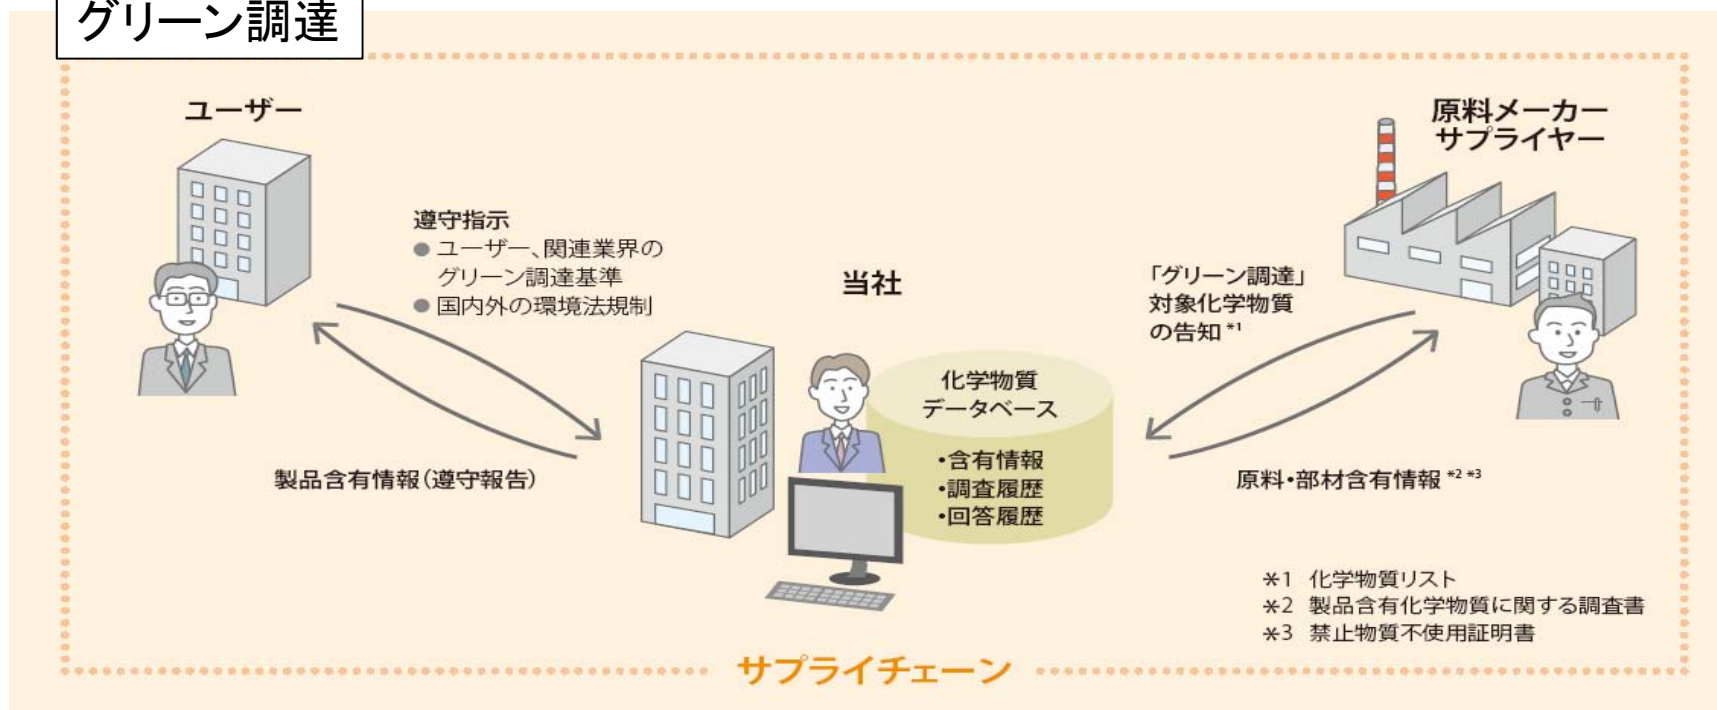 グリーン調達
ユーザー
遵守指示
● ユーザー、関連業界の
グリーン調達基準
● 国内外の環境法規制
製品含有情報(遵守報告)
当社
化学物質
データベース
・含有情報
・調査履歴
・回答履歴
「グリーン調達」
対象化学物質
の告知 *1
原料メーカー
サプライヤー
原料・部材含有情報 *2 *3
*1 化学物質リスト
*2 製品含有化学物質に関する調査書
*3 禁止物質不使用証明書
サプライチェーン